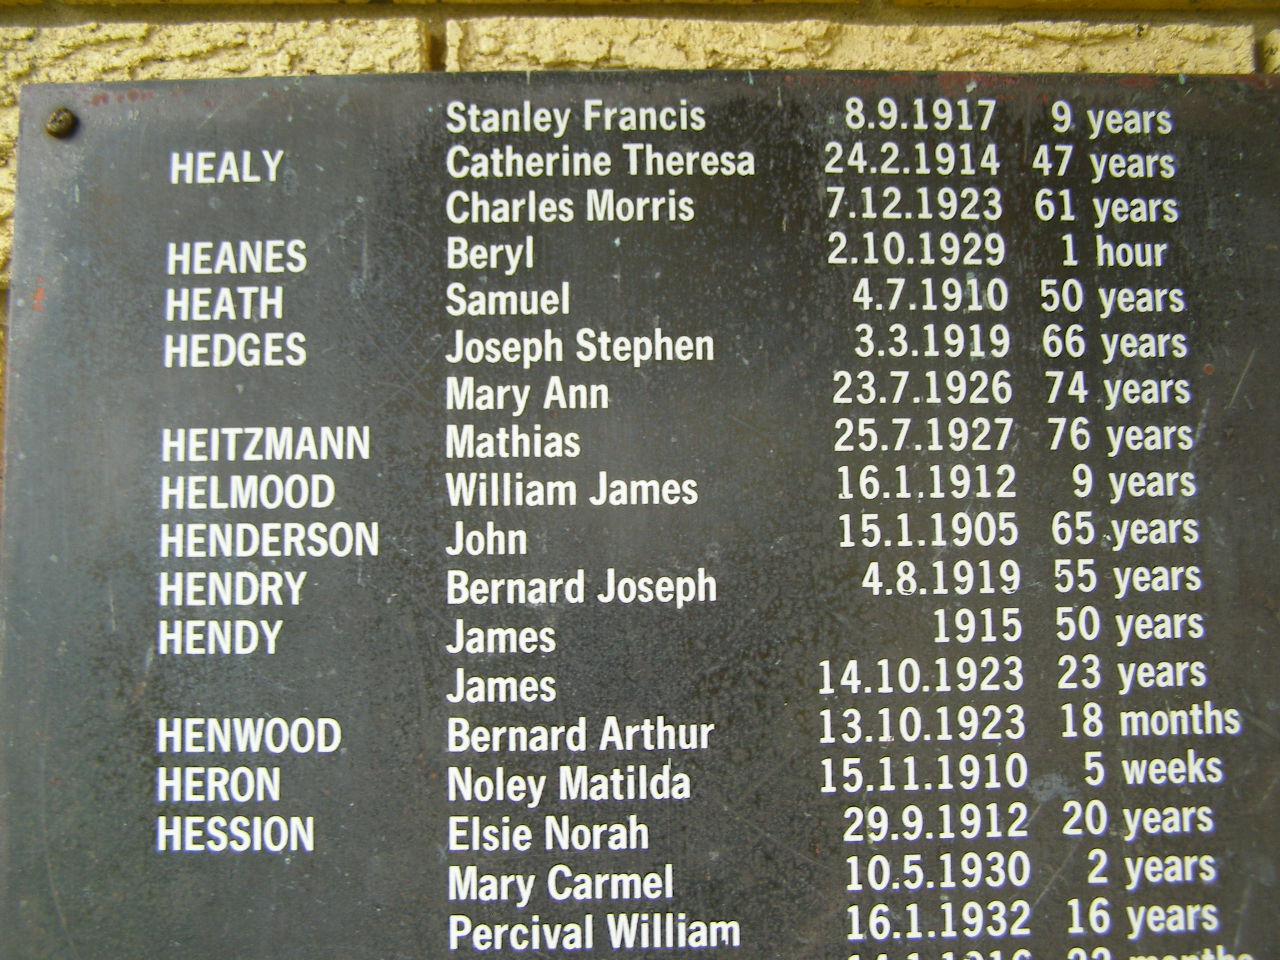 Stanley Francis 8.9.1917 9 years
HEALY Catherine Theresa 24.2.1914 47 years
Charles Morris 7.12.1923 61 years
HEANES Beryl 2.10.1929 1 hour
HEATH Samuel 4.7.1910 50 years
HEDGES Joseph Stephen 3.3.1919 66 years
Mary Ann 23.7.1926 74 years
HEITZMANN Mathias 25.7.1927 76 years
HELMOOD William James 16.1.1912 9 years
HENDERSON John 15.1.1905 65 years
HENDRY Bernard Joseph 4.8.1919 55 years
HENDY James 1915 50 years
James 14.10.1923 23 years
HENWOOD Bernard Arthur 13.10.1923 18 months
HERON Noley Matilda 15.11.1910 5 weeks
HESSION Elsie Norah 29.9.1912 20 years
Mary Carmel 10.5.1930 2 years
Percival William 16.1.1932 16 years
months